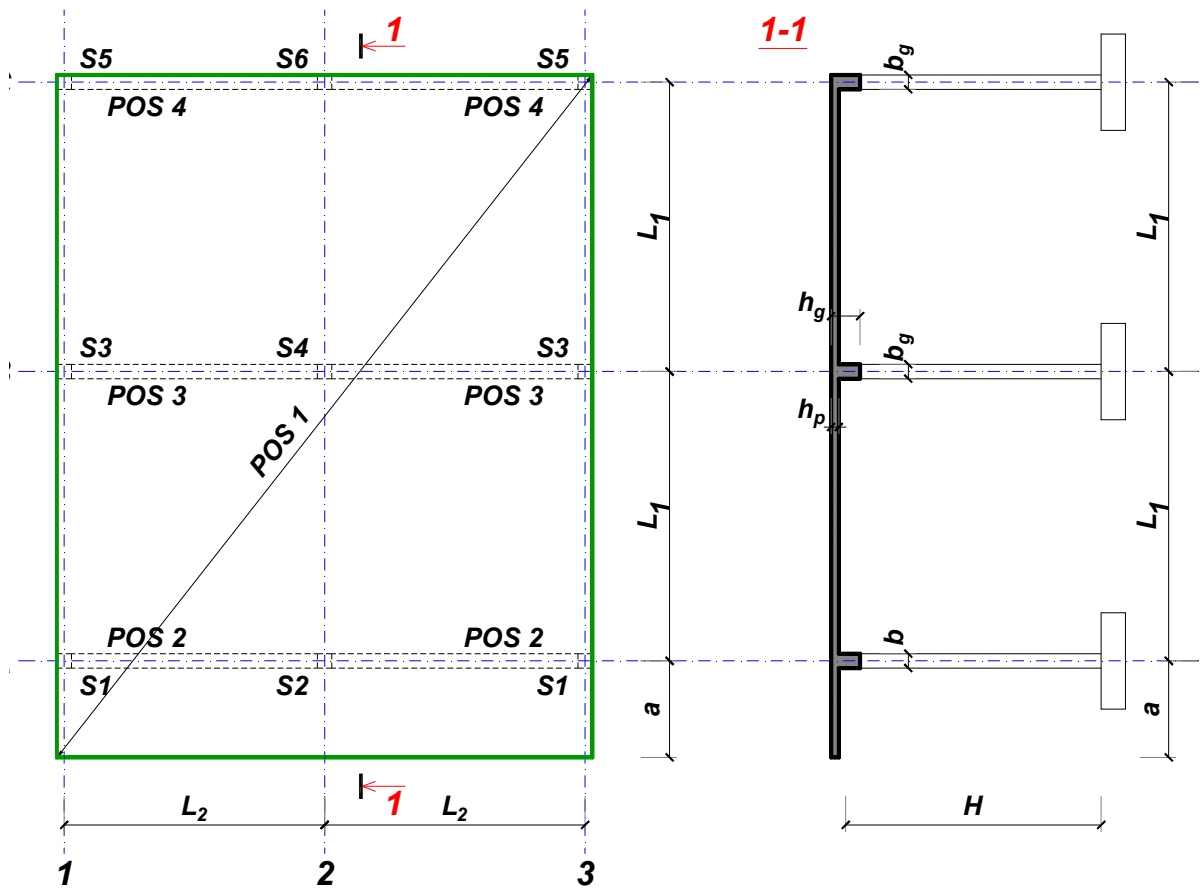 1
1-1
S5 S6 S5
POS 4 POS 4
b_g
L_1
L_1
h_g
S3 S4 S3
POS 3 POS 3
b_g
h_p
POS 1
L_1
L_1
POS 2 POS 2
b
S1 S2 S1
a
a
1
L_2 L_2
H
1 2 3